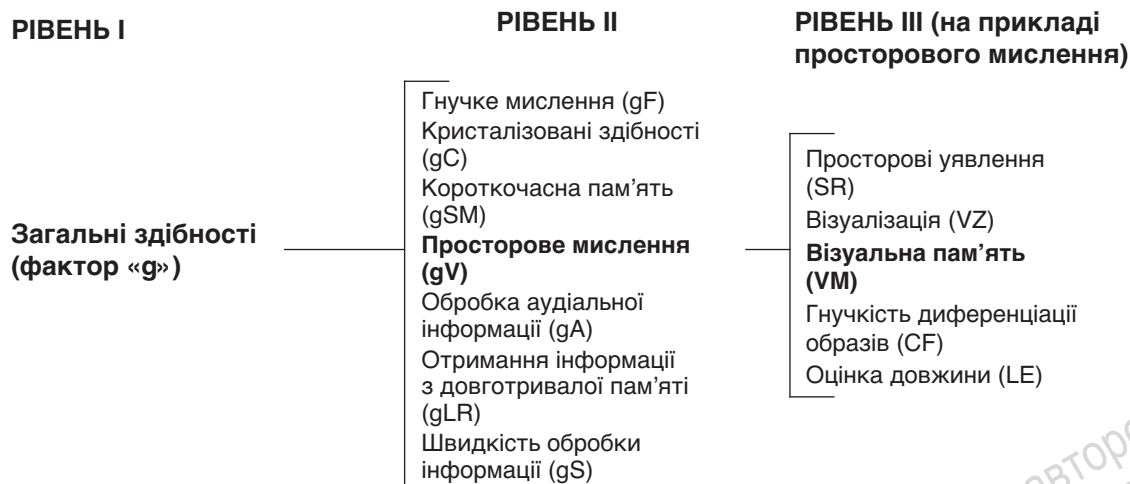 РІВЕНЬ I
РІВЕНЬ II
РІВЕНЬ III (на прикладі
просторового мислення)
Загальні здібності
(фактор «g»)
Гнучке мислення (gF)
Кристалізовані здібності
(gC)
Короткочасна пам’ять
(gSM)
Просторове мислення
(gV)
Обробка аудіальної
інформації (gA)
Отримання інформації
з довготривалої пам’яті
(gLR)
Швидкість обробки
інформації (gS)
Просторові уявлення
(SR)
Візуалізація (VZ)
Візуальна пам’ять
(VM)
Гнучкість диференціації
образів (CF)
Оцінка довжини (LE)